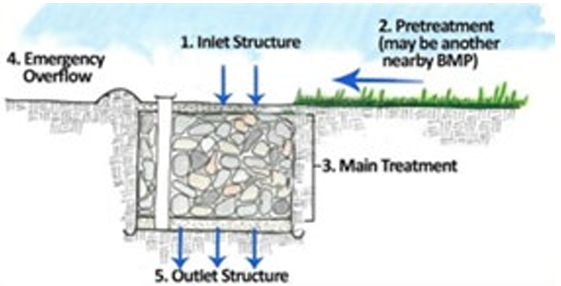 2. Pretreatment
(may be another
nearby BMP)
1. Inlet Structure
4. Emergency
Overflow
3. Main Treatment
5. Outlet Structure